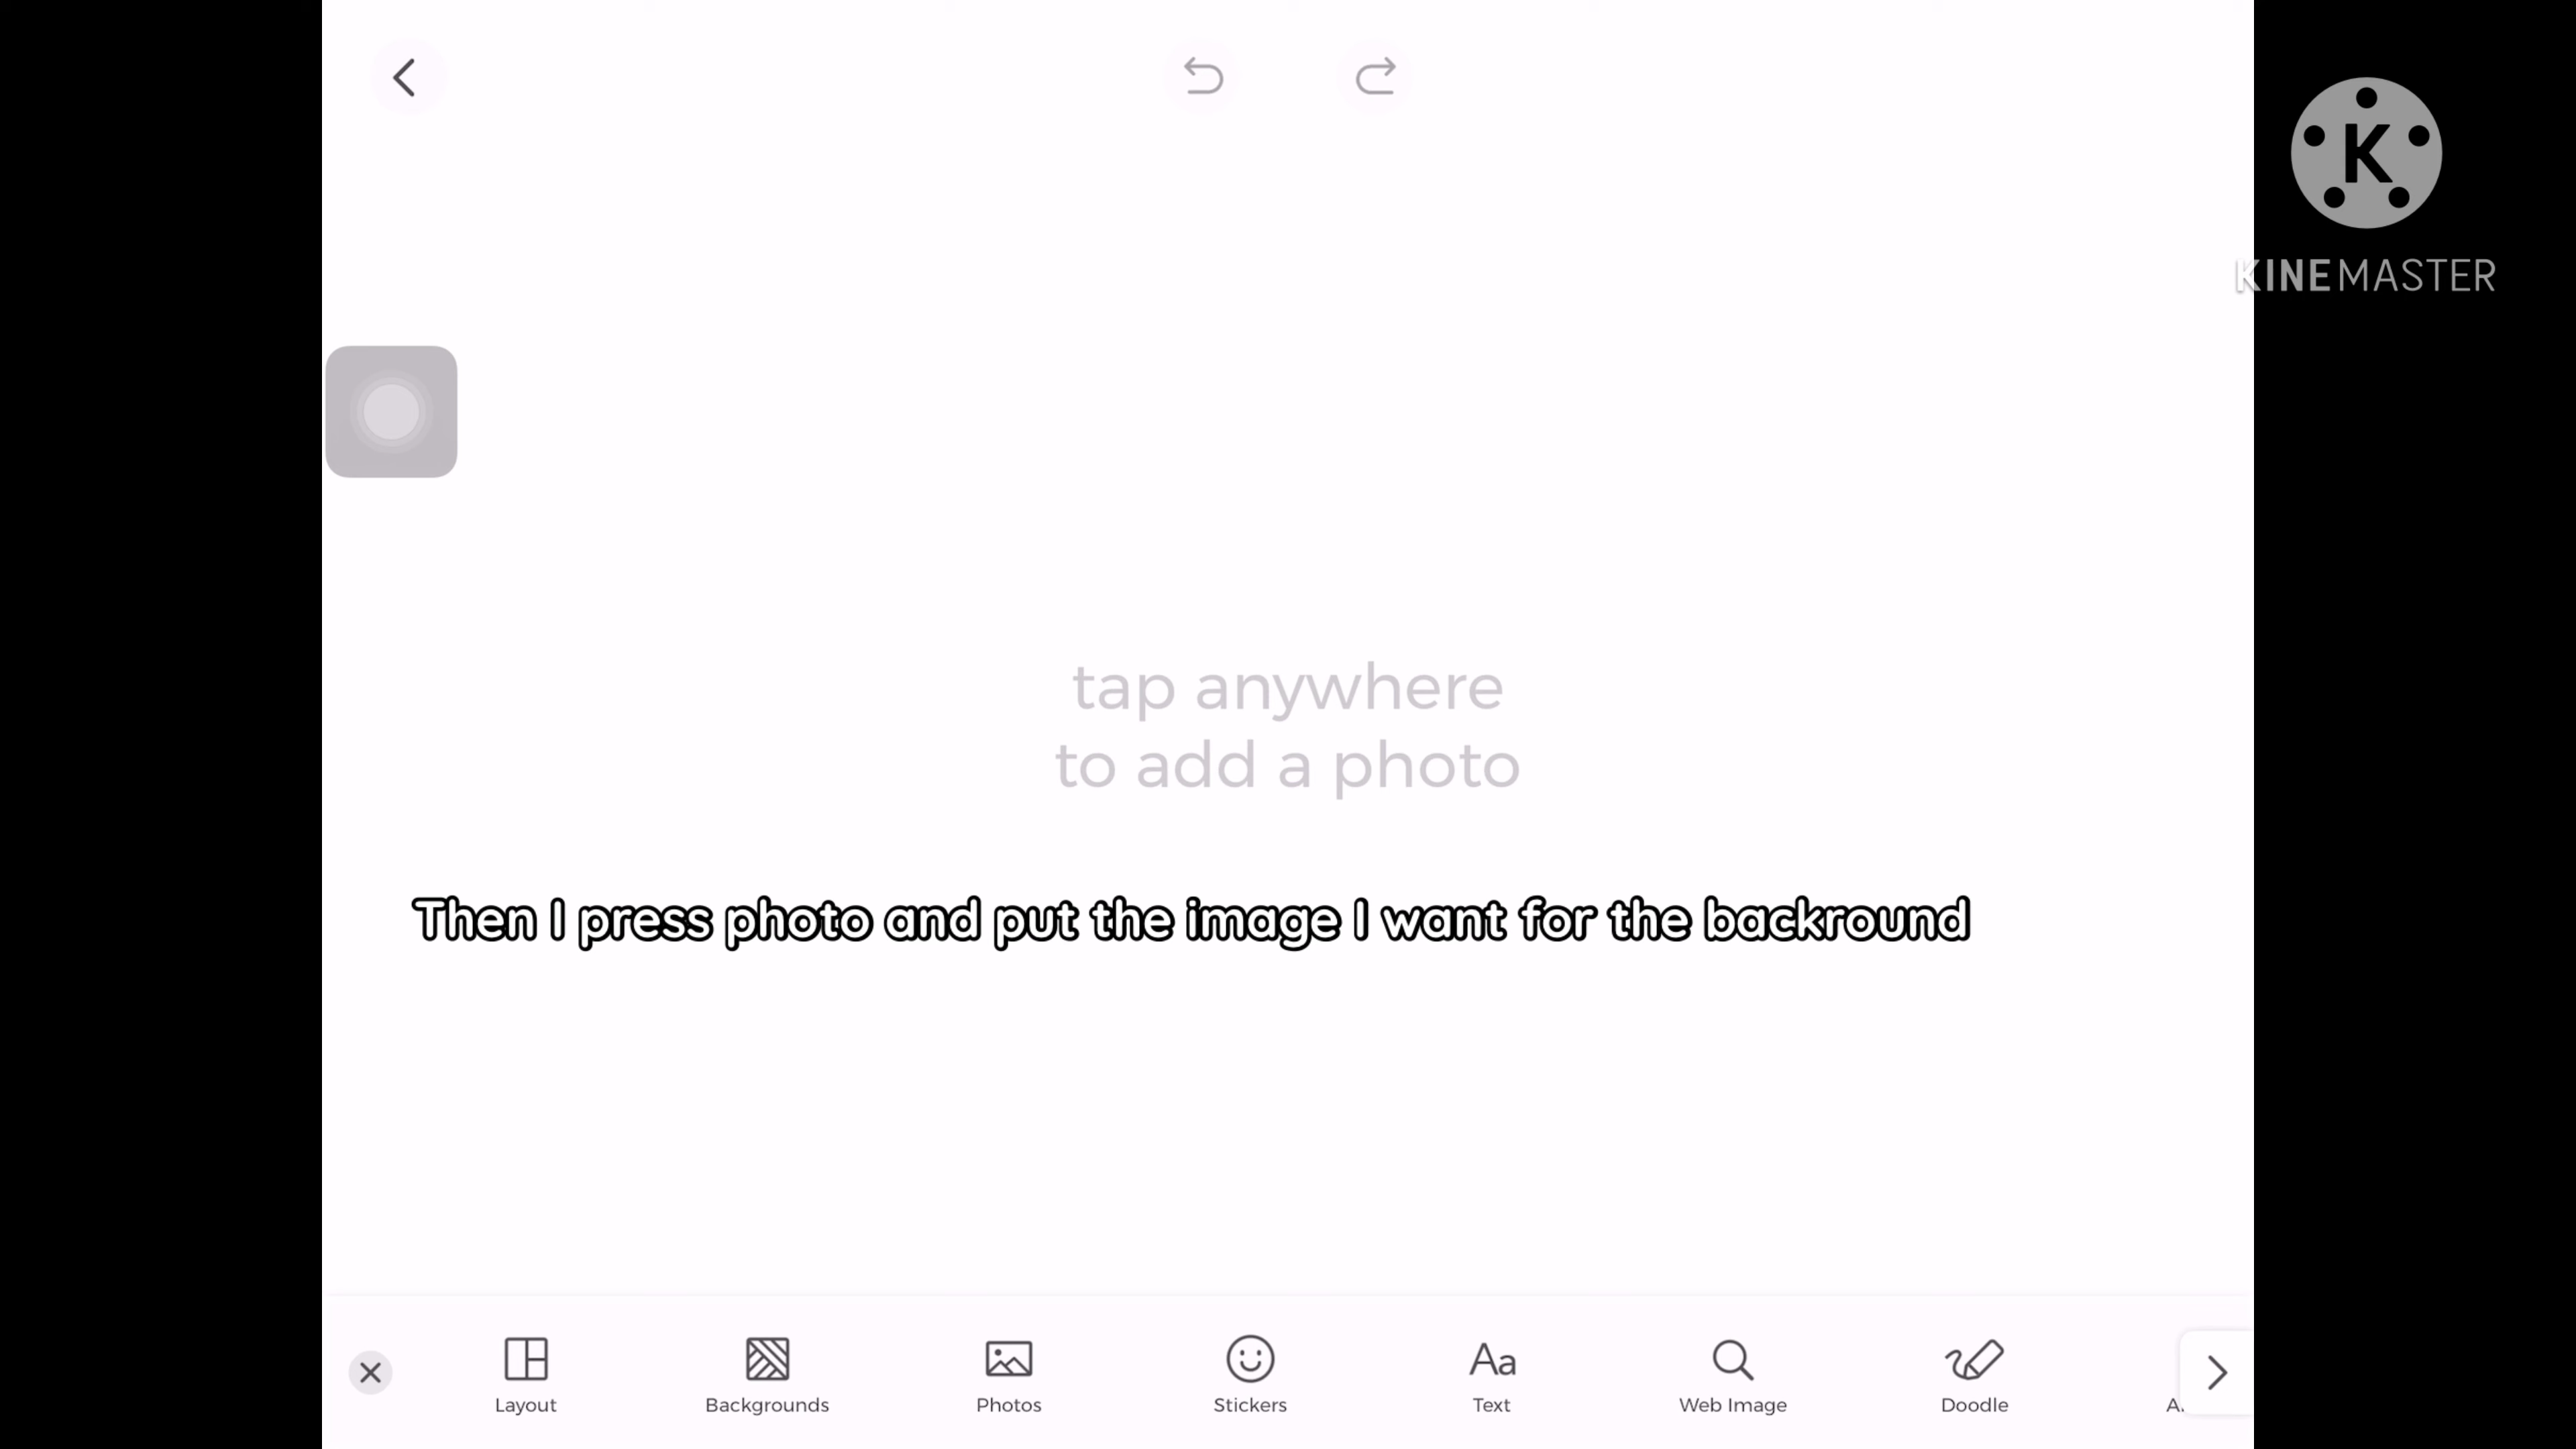 K
KINEMASTER
tap anywhere
to add a photo
Then I press photo and put the image I want for the backround
Layout
Backgrounds
Photos
Stickers
Aa
Text
Web Image
Doodle